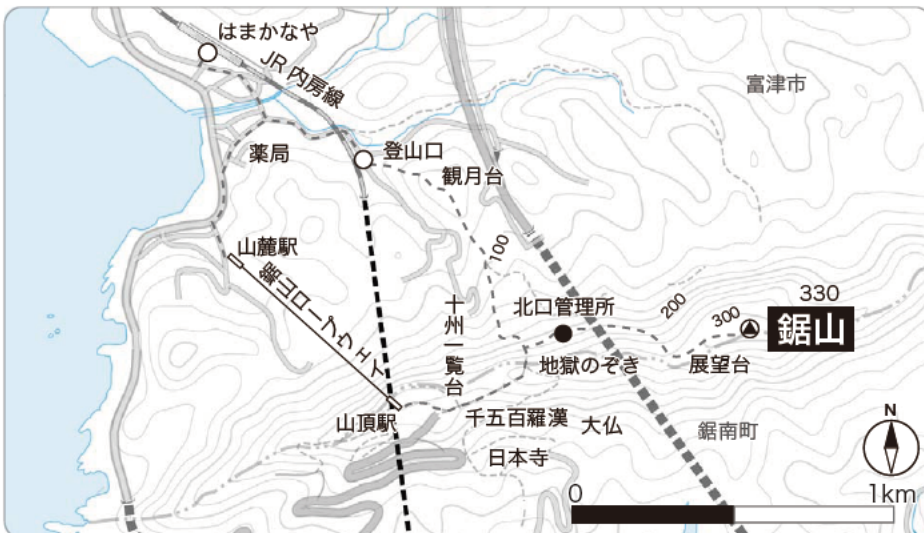 はまかなや
JR内房線
富津市
薬局
登山口
観月台
100
山麓駅
鋸山ロープウェイ
十州一覧台
北口管理所
200
300
330
鋸山
地獄のぞき
展望台
山頂駅
千五百羅漢
大仏
鋸南町
日本寺
N
0
1km